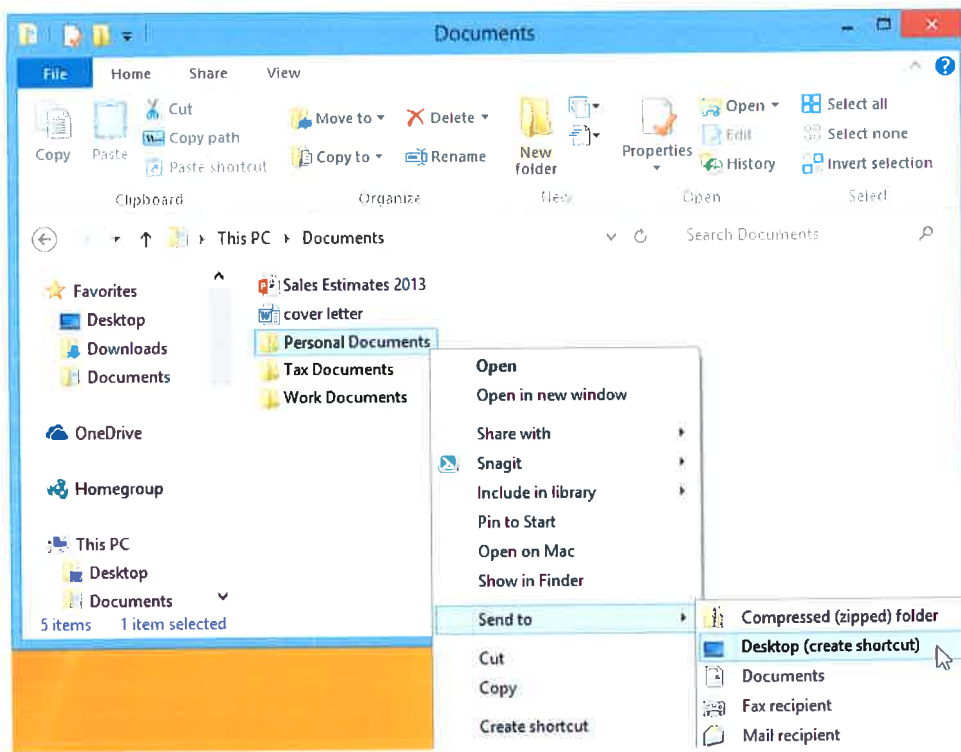 Documents
File Home Share View
Copy
Paste
Cut
Copy path
Paste shortcut
Clipboard
Move to
Copy to
Delete
Rename
Organize
New
folder
New
Properties
Open
Edit
History
Open
Select all
Select none
Invert selection
Select
This PC Documents
Search Documents
Favorites
Desktop
Downloads
Documents
OneDrive
Homegroup
This PC
Desktop
Documents
5 items 1 item selected
Sales Estimates 2013
cover letter
Personal Documents
Tax Documents
Work Documents
Open
Open in new window
Share with
Snagit
Include in library
Pin to Start
Open on Mac
Show in Finder
Send to
Cut
Copy
Create shortcut
Compressed (zipped) folder
Desktop (create shortcut)
Documents
Fax recipient
Mail recipient